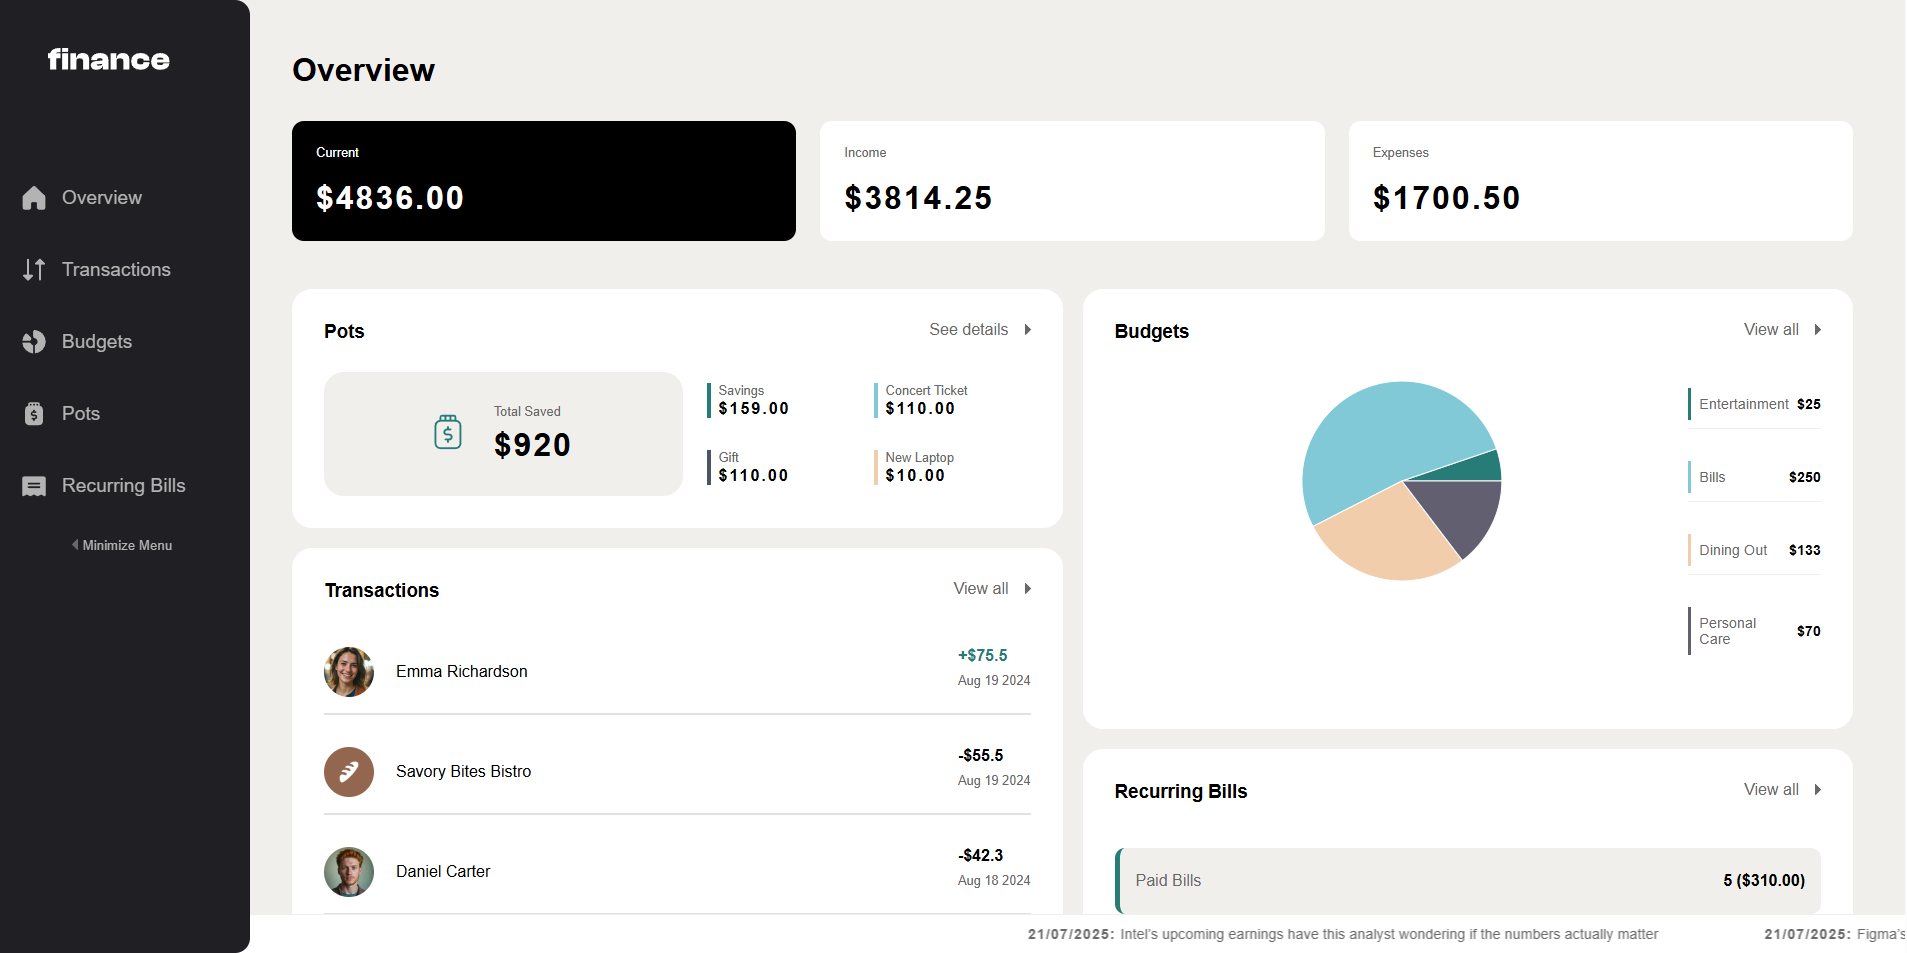 finance
Overview
Transactions
Budgets
Pots
Recurring Bills
Minimize Menu
Overview
Current
$4836.00
Income
$3814.25
Expenses
$1700.50
Pots
See details
Total Saved
$920
Savings
$159.00
Concert Ticket
$110.00
Gift
$110.00
New Laptop
$10.00
Budgets
View all
Entertainment $25
Bills $250
Dining Out $133
Personal
Care
$70
Transactions
View all
Emma Richardson
+$75.5
Aug 19 2024
Savory Bites Bistro
-$55.5
Aug 19 2024
Daniel Carter
-$42.3
Aug 18 2024
Recurring Bills
View all
Paid Bills 5 ($310.00)
21/07/2025: Intel's upcoming earnings have this analyst wondering if the numbers actually matter
21/07/2025: Figma's